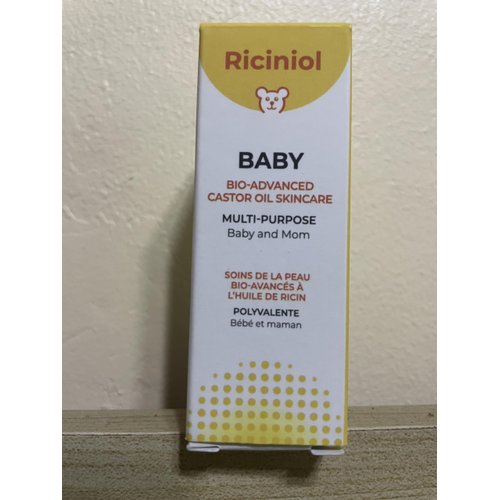 Riciniol
BABY
BIO-ADVANCED
CASTOR OIL SKINCARE
MULTI-PURPOSE
Baby and Mom
SOINS DE LA PEAU
BIO-AVANCÉS À
L'HUILE DE RICIN
POLYVALENTE
Bébé et maman